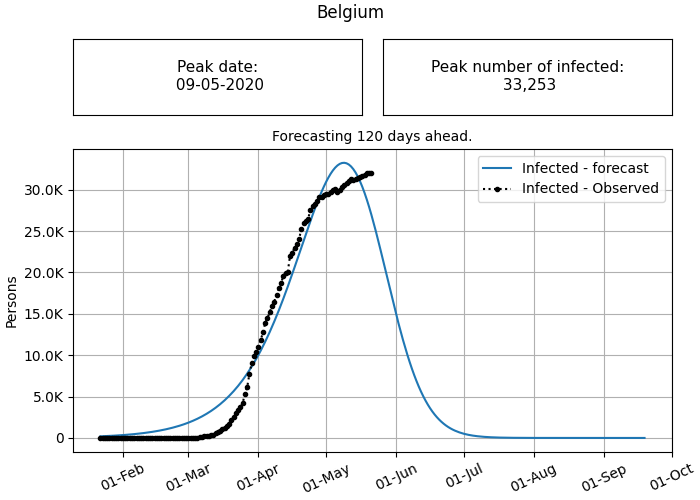 Belgium
Peak date:
09-05-2020
Peak number of infected:
33,253
Forecasting 120 days ahead.
Infected - forecast
Infected - Observed
Persons
30.0K
25.0K
20.0K
15.0K
10.0K
5.0K
0
01-Feb
01-Mar
01-Apr
01-May
01-Jun
01-Jul
01-Aug
01-Sep
01-Oct